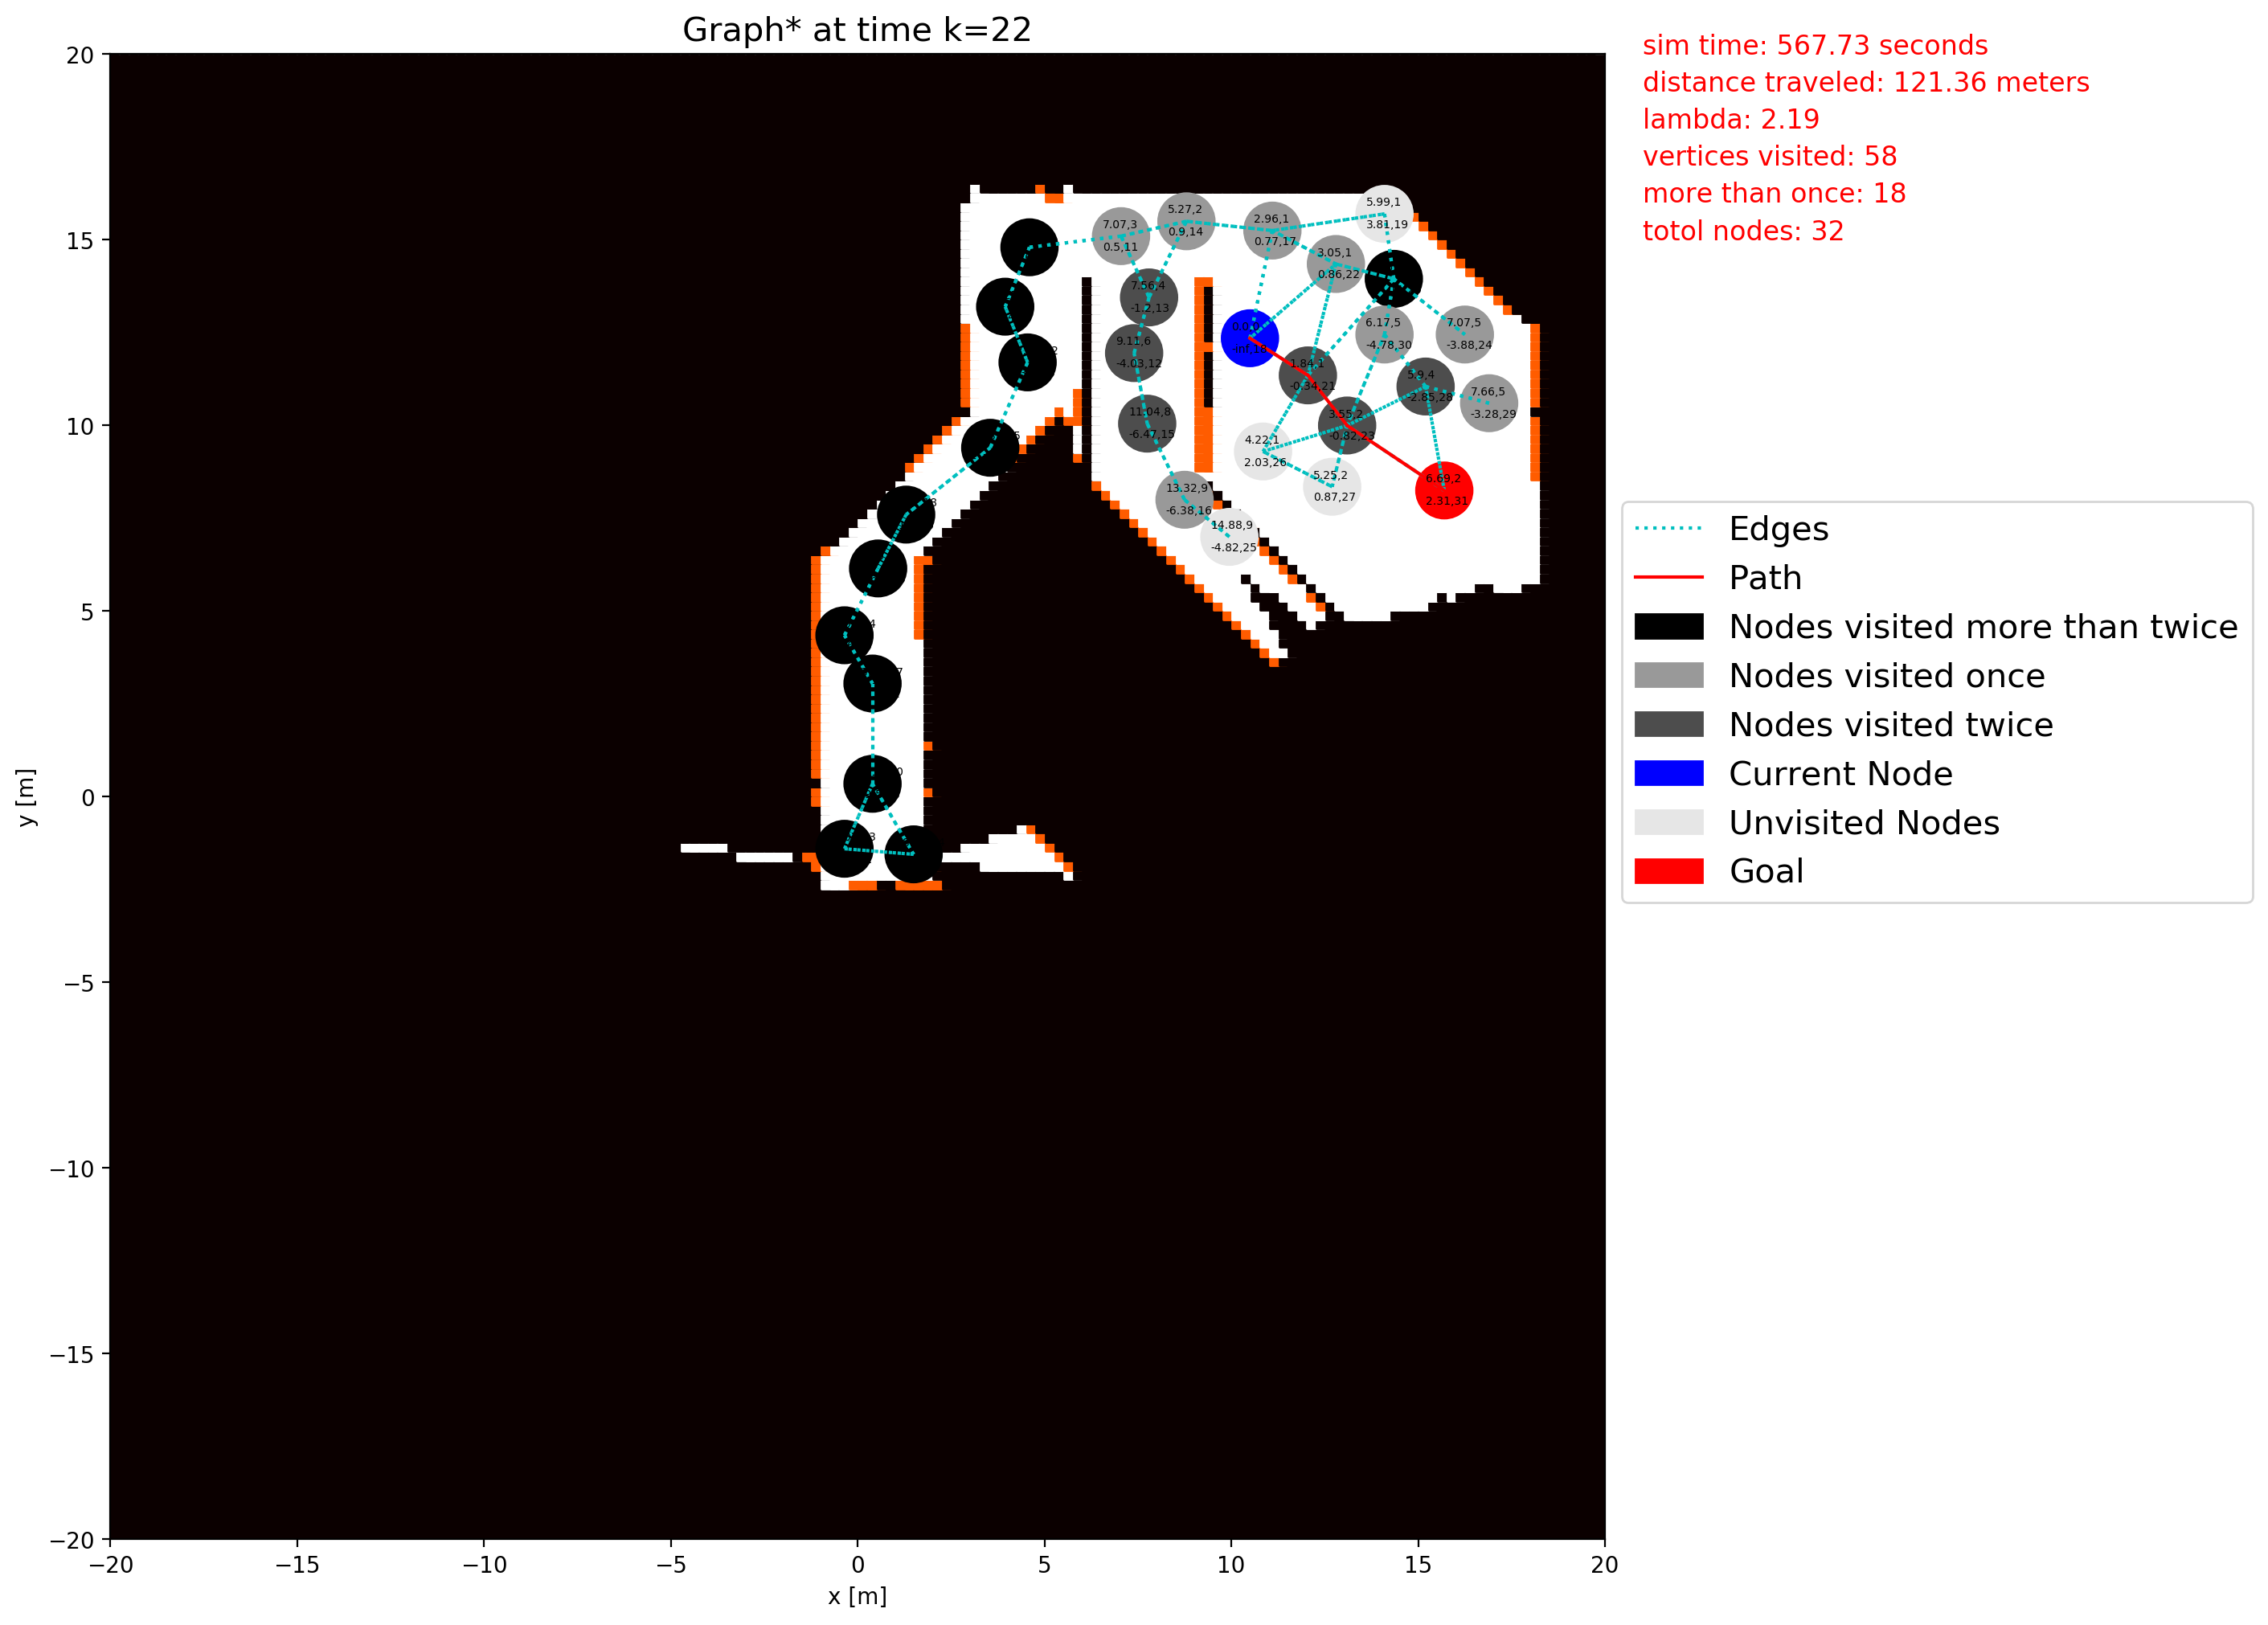 Graph* at time k=22
sim time: 567.73 seconds
distance traveled: 121.36 meters
lambda: 2.19
vertices visited: 58
more than once: 18
totol nodes: 32
20
15
10
5
0
−5
−10
−15
−20
y [m]
−20 −15 −10 −5 0 5 10 15 20
x [m]
5.99,1
3.81,19
5.27,2
0.9,14
7.07,3
0.5,11
2.96,1
0.77,17
3.05,1
0.86,22
7.56,4
-1.2,13
6.17,5
-4.78,30
7.07,5
-3.88,24
9.11,6
-4.03,12
1.84,1
-0.34,21
5.9,4
-2.85,28
7.66,5
-3.28,29
11.04,8
-6.47,15
3.55,2
-0.82,23
4.22,1
2.03,26
5.25,2
0.87,27
6.69,2
2.31,31
13.32,9
-6.38,16
14.88,9
-4.82,25
Edges
Path
Nodes visited more than twice
Nodes visited once
Nodes visited twice
Current Node
Unvisited Nodes
Goal